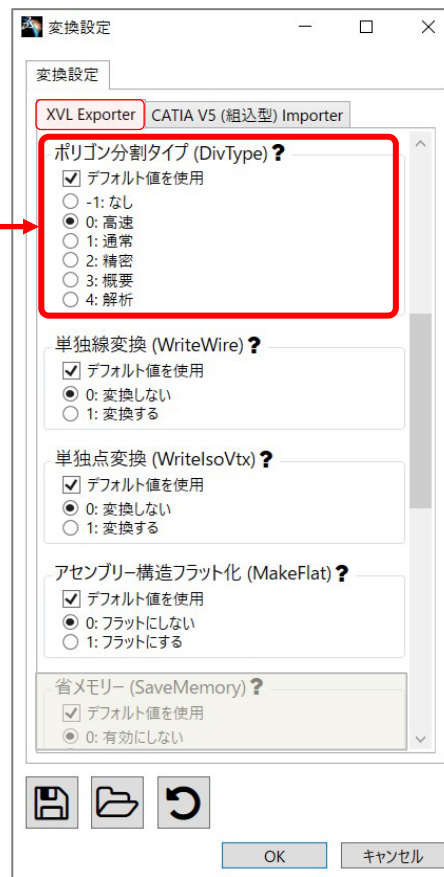 変換設定
変換設定
XVL Exporter
CATIA V5 (組込型) Importer
ポリゴン分割タイプ (DivType) ?
デフォルト値を使用
-1: なし
0: 高速
1: 通常
2: 精密
3: 概要
4: 解析
単独線変換 (WriteWire) ?
デフォルト値を使用
0: 変換しない
1: 変換する
単独点変換 (WriteIsoVtx) ?
デフォルト値を使用
0: 変換しない
1: 変換する
アセンブリー構造フラット化 (MakeFlat) ?
デフォルト値を使用
0: フラットにしない
1: フラットにする
省メモリー (SaveMemory) ?
デフォルト値を使用
0: 有効にしない
OK
キャンセル